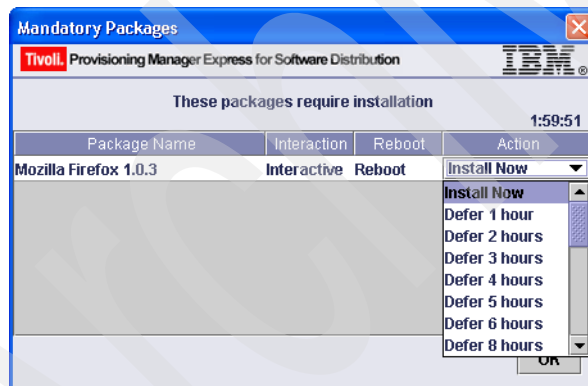 Mandatory Packages
Tivoli. Provisioning Manager Express for Software Distribution IBM®
These packages require installation
1:59:51
Package Name Interaction Reboot Action
Mozilla Firefox 1.0.3 Interactive Reboot Install Now
Install Now
Defer 1 hour
Defer 2 hours
Defer 3 hours
Defer 4 hours
Defer 5 hours
Defer 6 hours
Defer 8 hours
OK